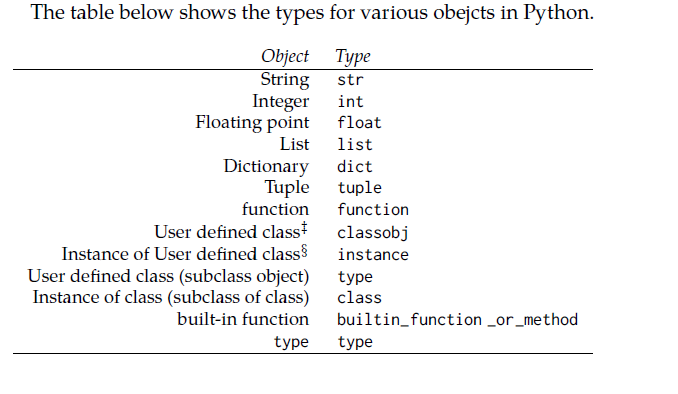 The table below shows the types for various obejcts in Python.
Object Type
String str
Integer int
Floating point float
List list
Dictionary dict
Tuple tuple
function function
User defined class‡ classobj
Instance of User defined class§ instance
User defined class (subclass object) type
Instance of class (subclass of class) class
built-in function builtin_function _or_method
type type